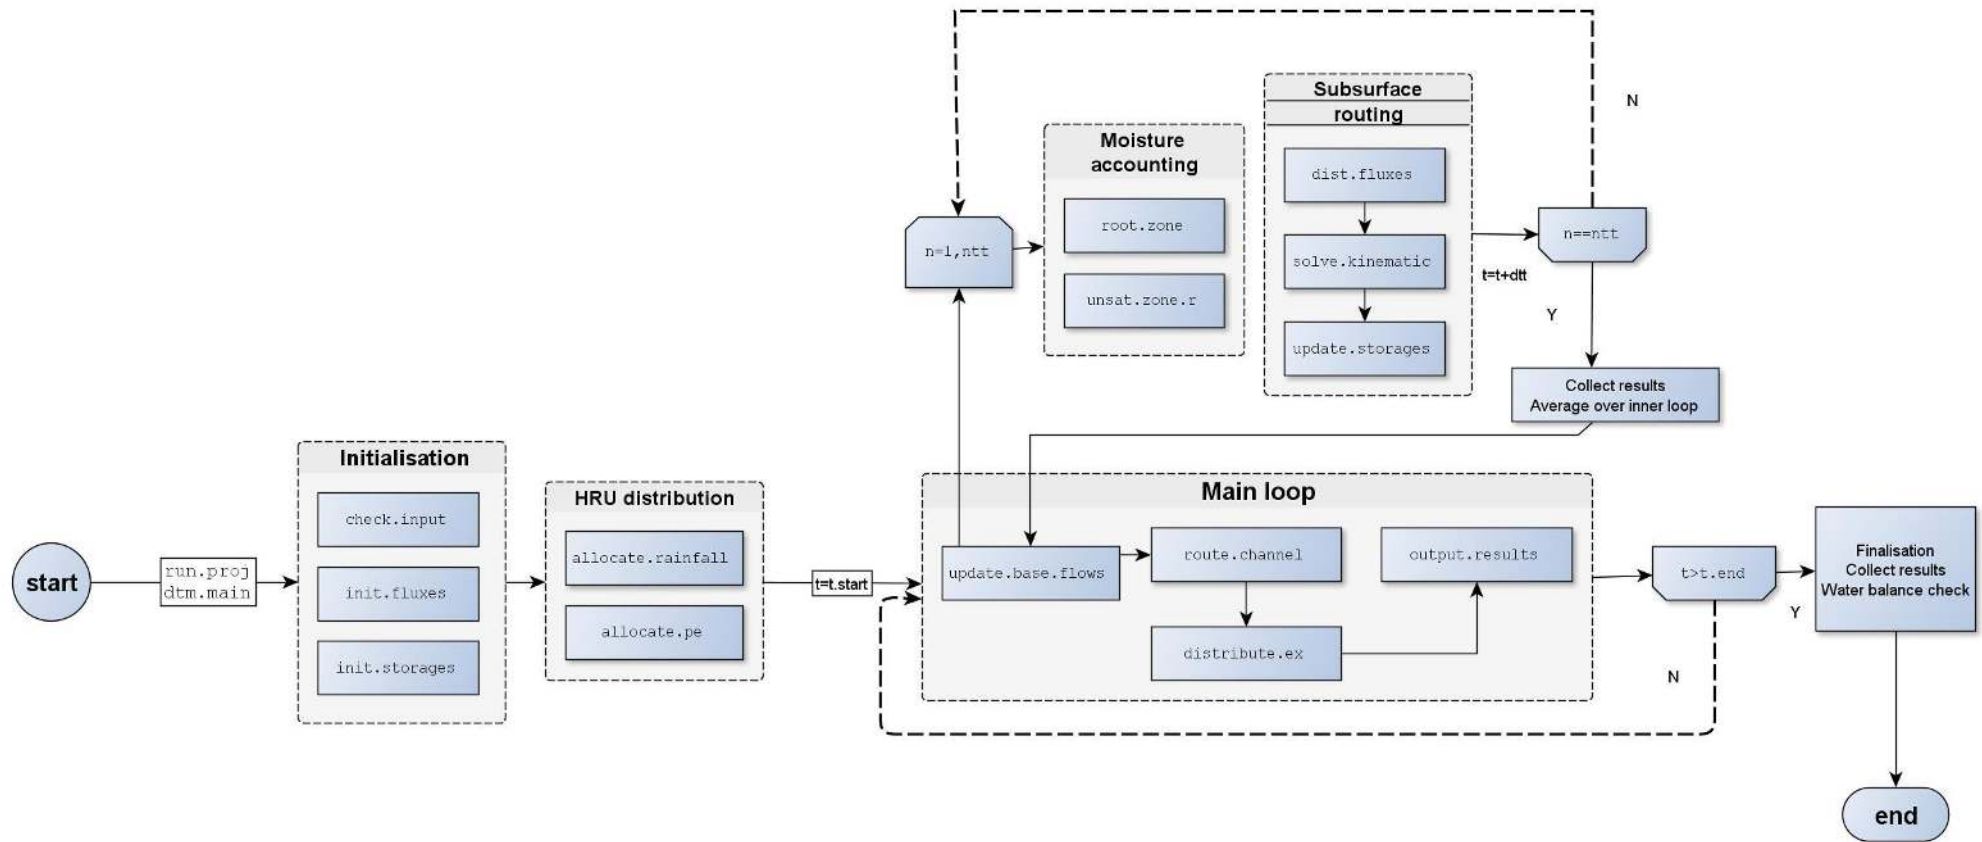 N
Subsurface
routing
Moisture
accounting
dist.fluxes
root.zone
n=1,ntt
n==ntt
solve.kinematic
t=t+dtt
unsat.zone.r
Y
update.storages
Collect results
Average over inner loop
Initialisation
HRU distribution
Main loop
check.input
allocate.rainfall
route.channel
output.results
Finalisation
Collect results
Water balance check
start
run.proj
dtm.main
init.fluxes
t=t.start
update.base.flows
t>t.end
Y
allocate.pe
distribute.ex
init.storages
N
end